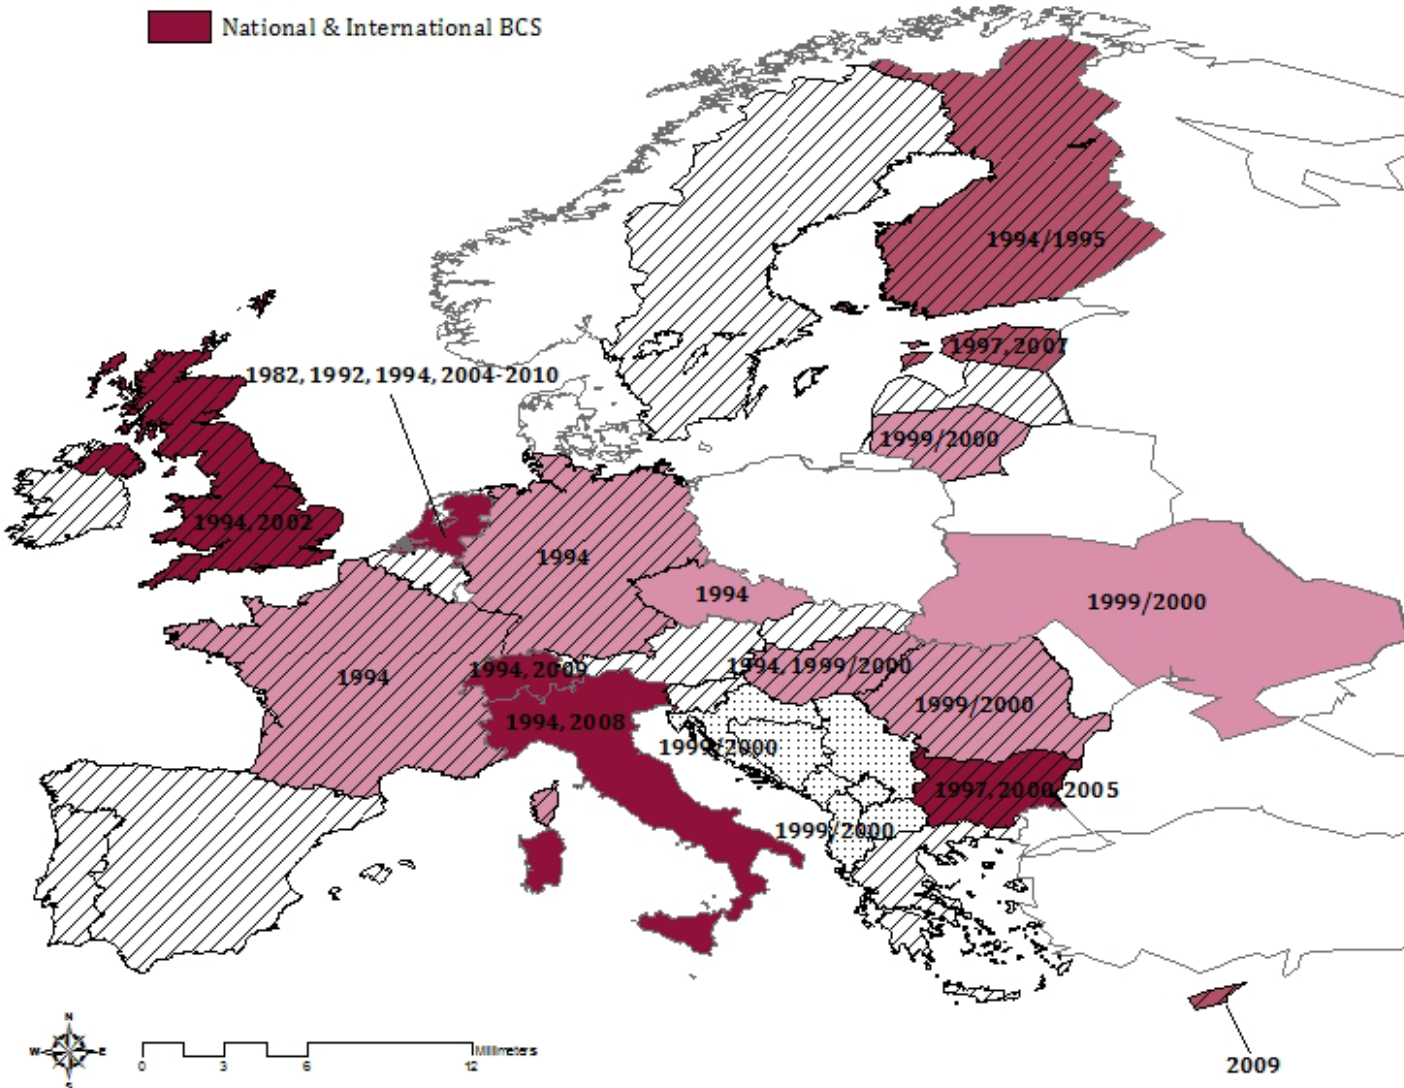 National & International BCS
1994/1995
1997, 2007
1982, 1992, 1994, 2004-2010
1999/2000
1994, 2002
1994
1994
1999/2000
1994, 2009
1994, 1999/2000
1994
1994, 2008
1999/2000
1999/2000
1997, 2000, 2005
1999/2000
N
W E
S
0 3 6 12 Millimeters
2009